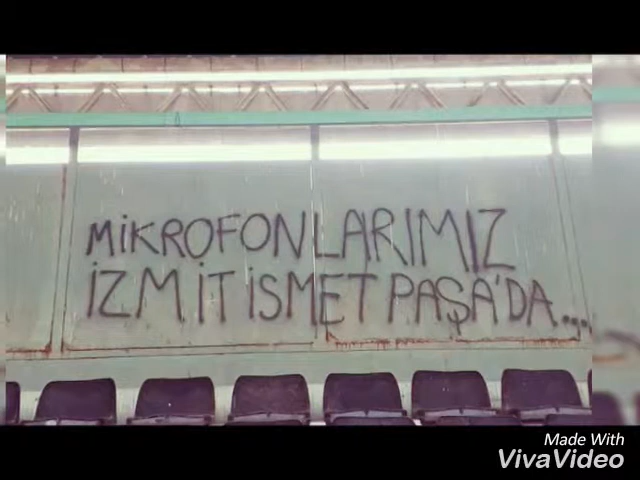 MİKROFONLARIMIZ
İZMİT İSMET PAŞA'DA....
Made With
VivaVideo